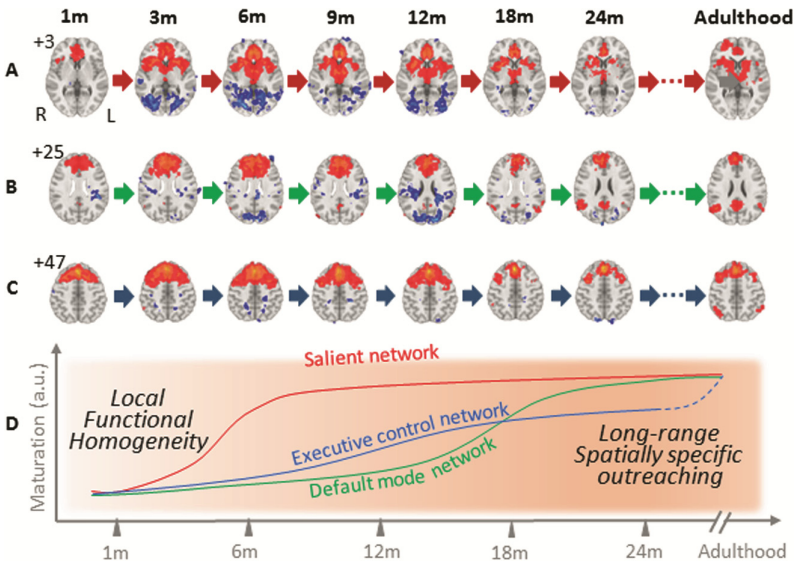 1m 3m 6m 9m 12m 18m 24m Adulthood
A +3
R L
B +25
C +47
D
Maturation (a.u.)
Salient network
Local
Functional
Homogeneity
Executive control network
Default mode network
Long-range
Spatially specific
outreaching
1m 6m 12m 18m 24m Adulthood